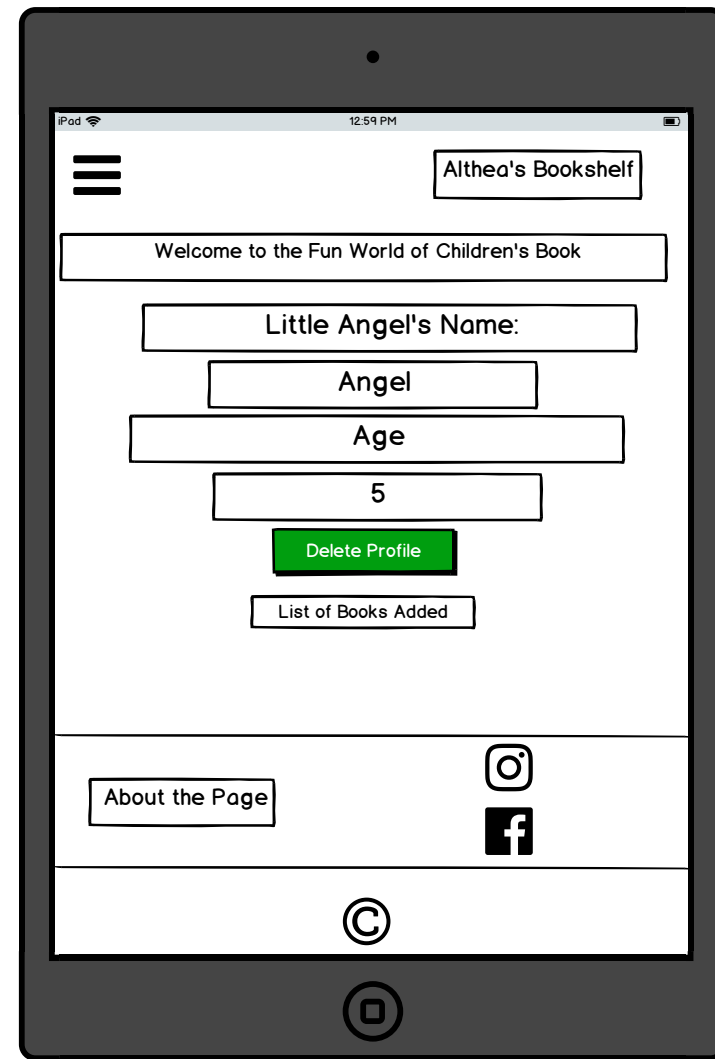 iPad 12:59 PM
Althea's Bookshelf
Welcome to the Fun World of Children's Book
Little Angel's Name:
Angel
Age
5
Delete Profile
List of Books Added
About the Page
©